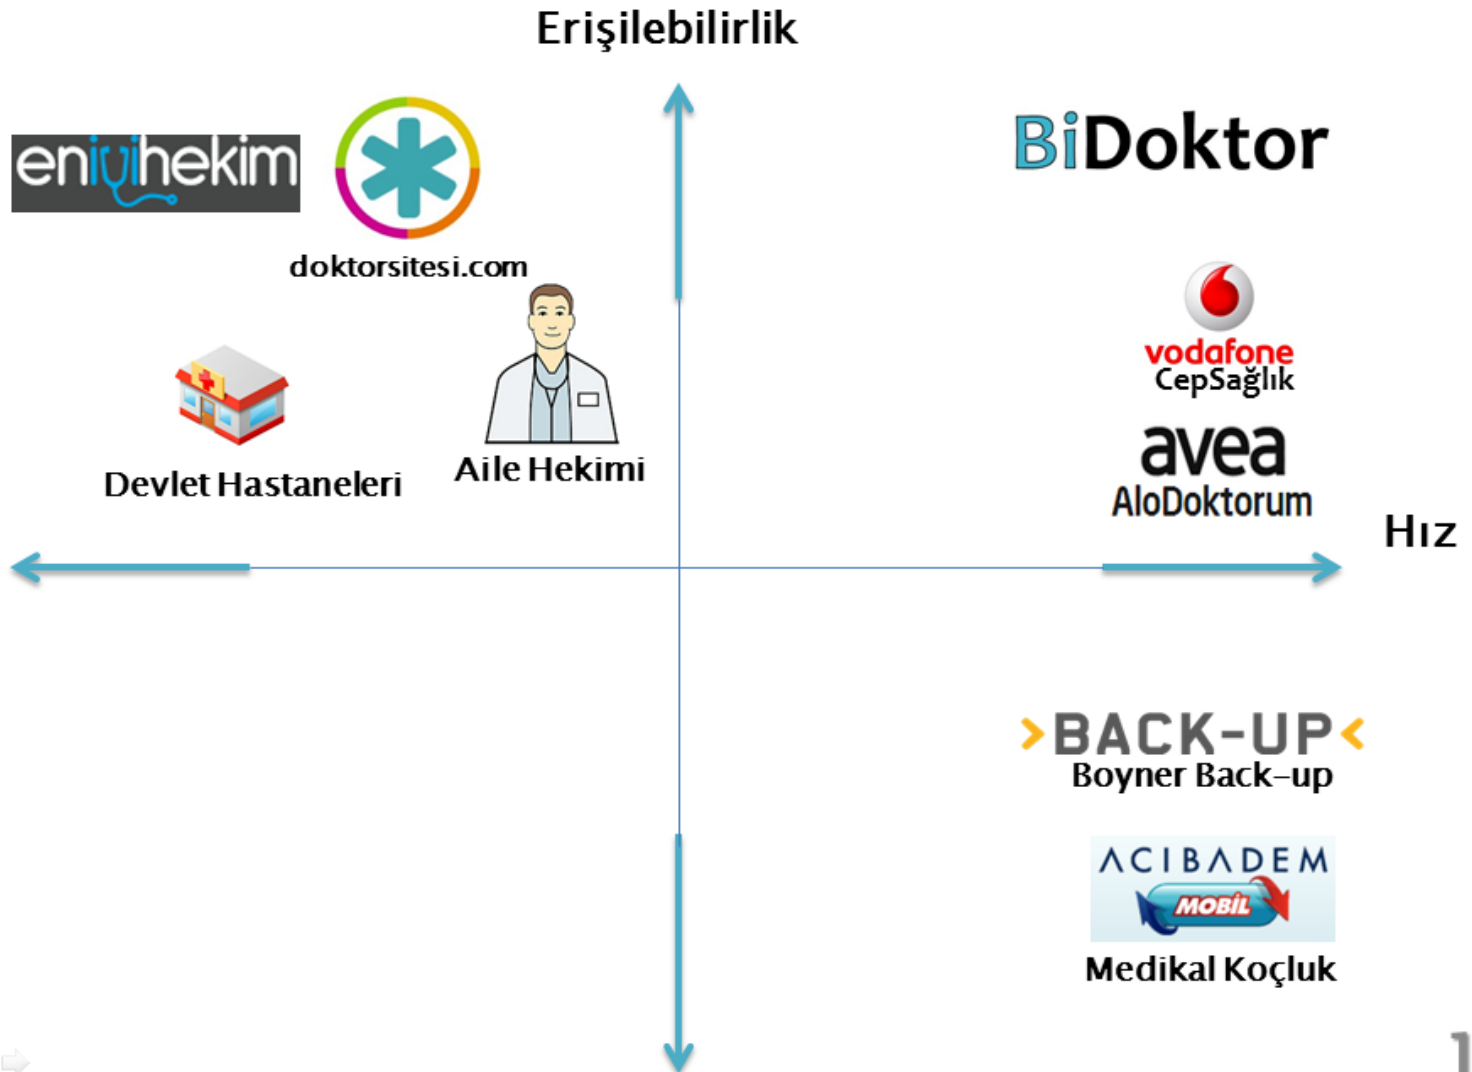 Erişilebilirlik
eniyihekim
BiDoktor
doktorsitesi.com
vodafone
CepSağlık
avea
AloDoktorum
Aile Hekimi
Devlet Hastaneleri
Hız
>BACK-UP<
Boyner Back-up
ACIBADEM
MOBİL
Medikal Koçluk
1